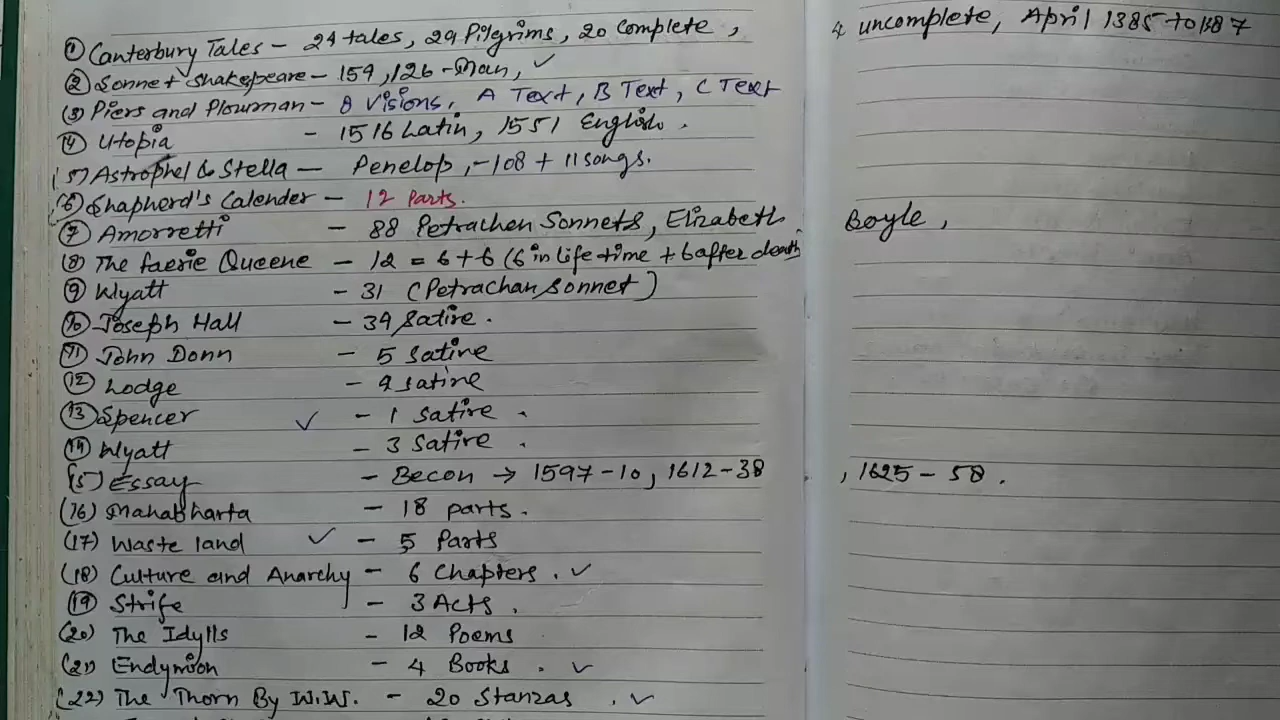 ① Canterbury Tales – 24 tales, 29 Pilgrims, 20 Complete, 4 uncomplete, April 1385 to 1387
② Sonnet Shakespeare – 154, 126 - Man, ✓
(3) Piers and Plowman – 8 Visions, A Text, B Text, C Text
④ Utopia – 1516 Latin, 1551 English.
(5) Astrophel & Stella – Penelop, – 108 + 11 songs.
(6) Shapherd's Calender – 12 Parts.
⑦ Amorretti – 88 Petrachen Sonnets, Elizabeth Boyle,
(8) The faerie Queene – 12 = 6 + 6 (6 in life time + 6 affer death)
⑨ Wyatt – 31 (Petrachan Sonnet)
⑩ Joseph Hall – 34 Satire.
⑪ John Donn – 5 Satire
⑫ Lodge – 4 satire
⑬ Spencer ✓ – 1 Satire.
⑭ Wyatt – 3 Satire.
(15) Essay – Becon → 1597 – 10, 1612 – 38, 1625 – 58.
(16) Mahabharta – 18 parts.
(17) Waste land ✓ – 5 Parts
(18) Culture and Anarchy – 6 Chapters. ✓
⑲ Strife – 3 Acts.
(20) The Idylls – 12 Poems
(21) Endymion – 4 Books. ✓
(22) The Thorn By W.W. – 20 Stanzas. ✓